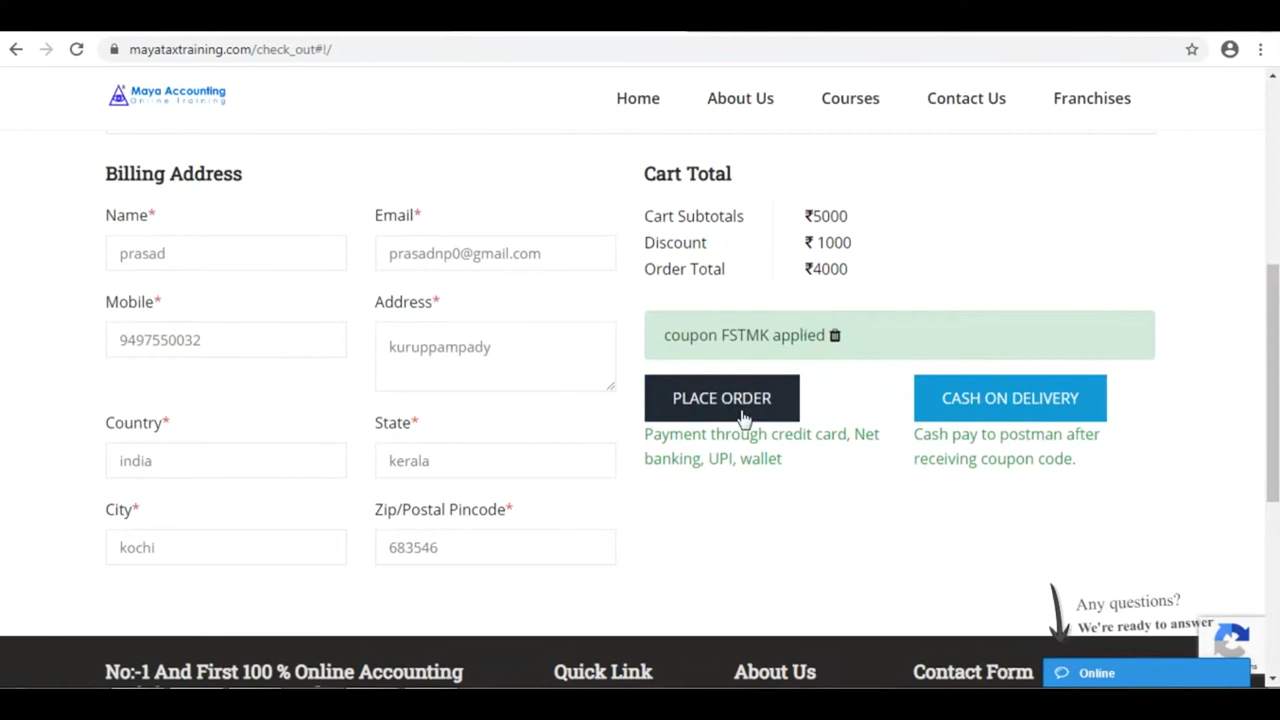 mayataxtraining.com/check_out#!/
Maya Accounting
Online Training
Home
About Us
Courses
Contact Us
Franchises
Billing Address
Name*
Email*
prasad
prasadnp0@gmail.com
Mobile*
Address*
9497550032
kuruppampady
Country*
State*
india
kerala
City*
Zip/Postal Pincode*
kochi
683546
Cart Total
Cart Subtotals
₹5000
Discount
₹ 1000
Order Total
₹4000
coupon FSTMK applied
PLACE ORDER
Payment through credit card, Net
banking, UPI, wallet
CASH ON DELIVERY
Cash pay to postman after
receiving coupon code.
Any questions?
We're ready to answer
No:-1 And First 100 % Online Accounting
Quick Link
About Us
Contact Form
Online